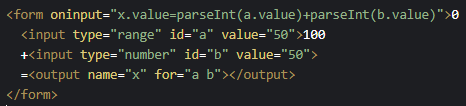 <form oninput="x.value=parseInt(a.value)+parseInt(b.value)">0
<input type="range" id="a" value="50">100
+<input type="number" id="b" value="50">
=<output name="x" for="a b"></output>
</form>